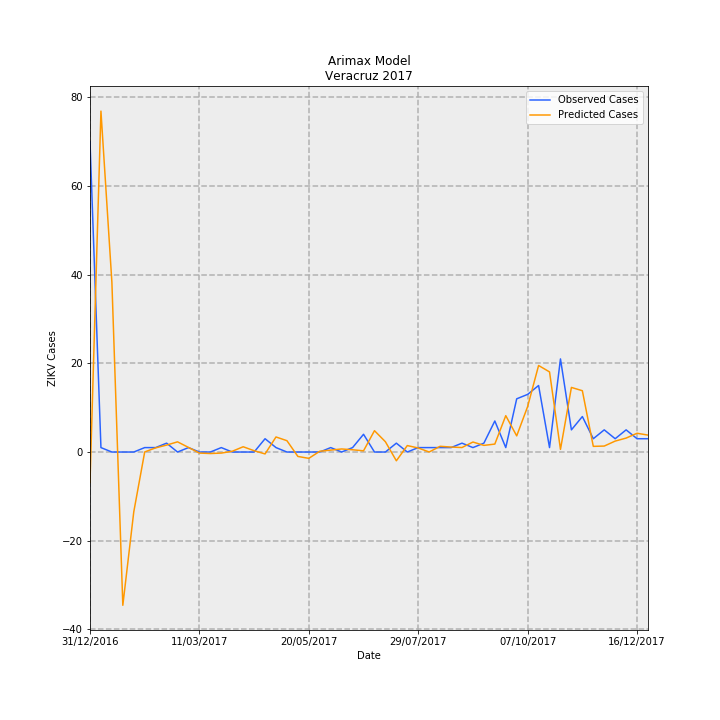 Arimax Model
Veracruz 2017
Observed Cases
Predicted Cases
80
60
40
20
0
−20
−40
ZIKV Cases
31/12/2016 11/03/2017 20/05/2017 29/07/2017 07/10/2017 16/12/2017
Date